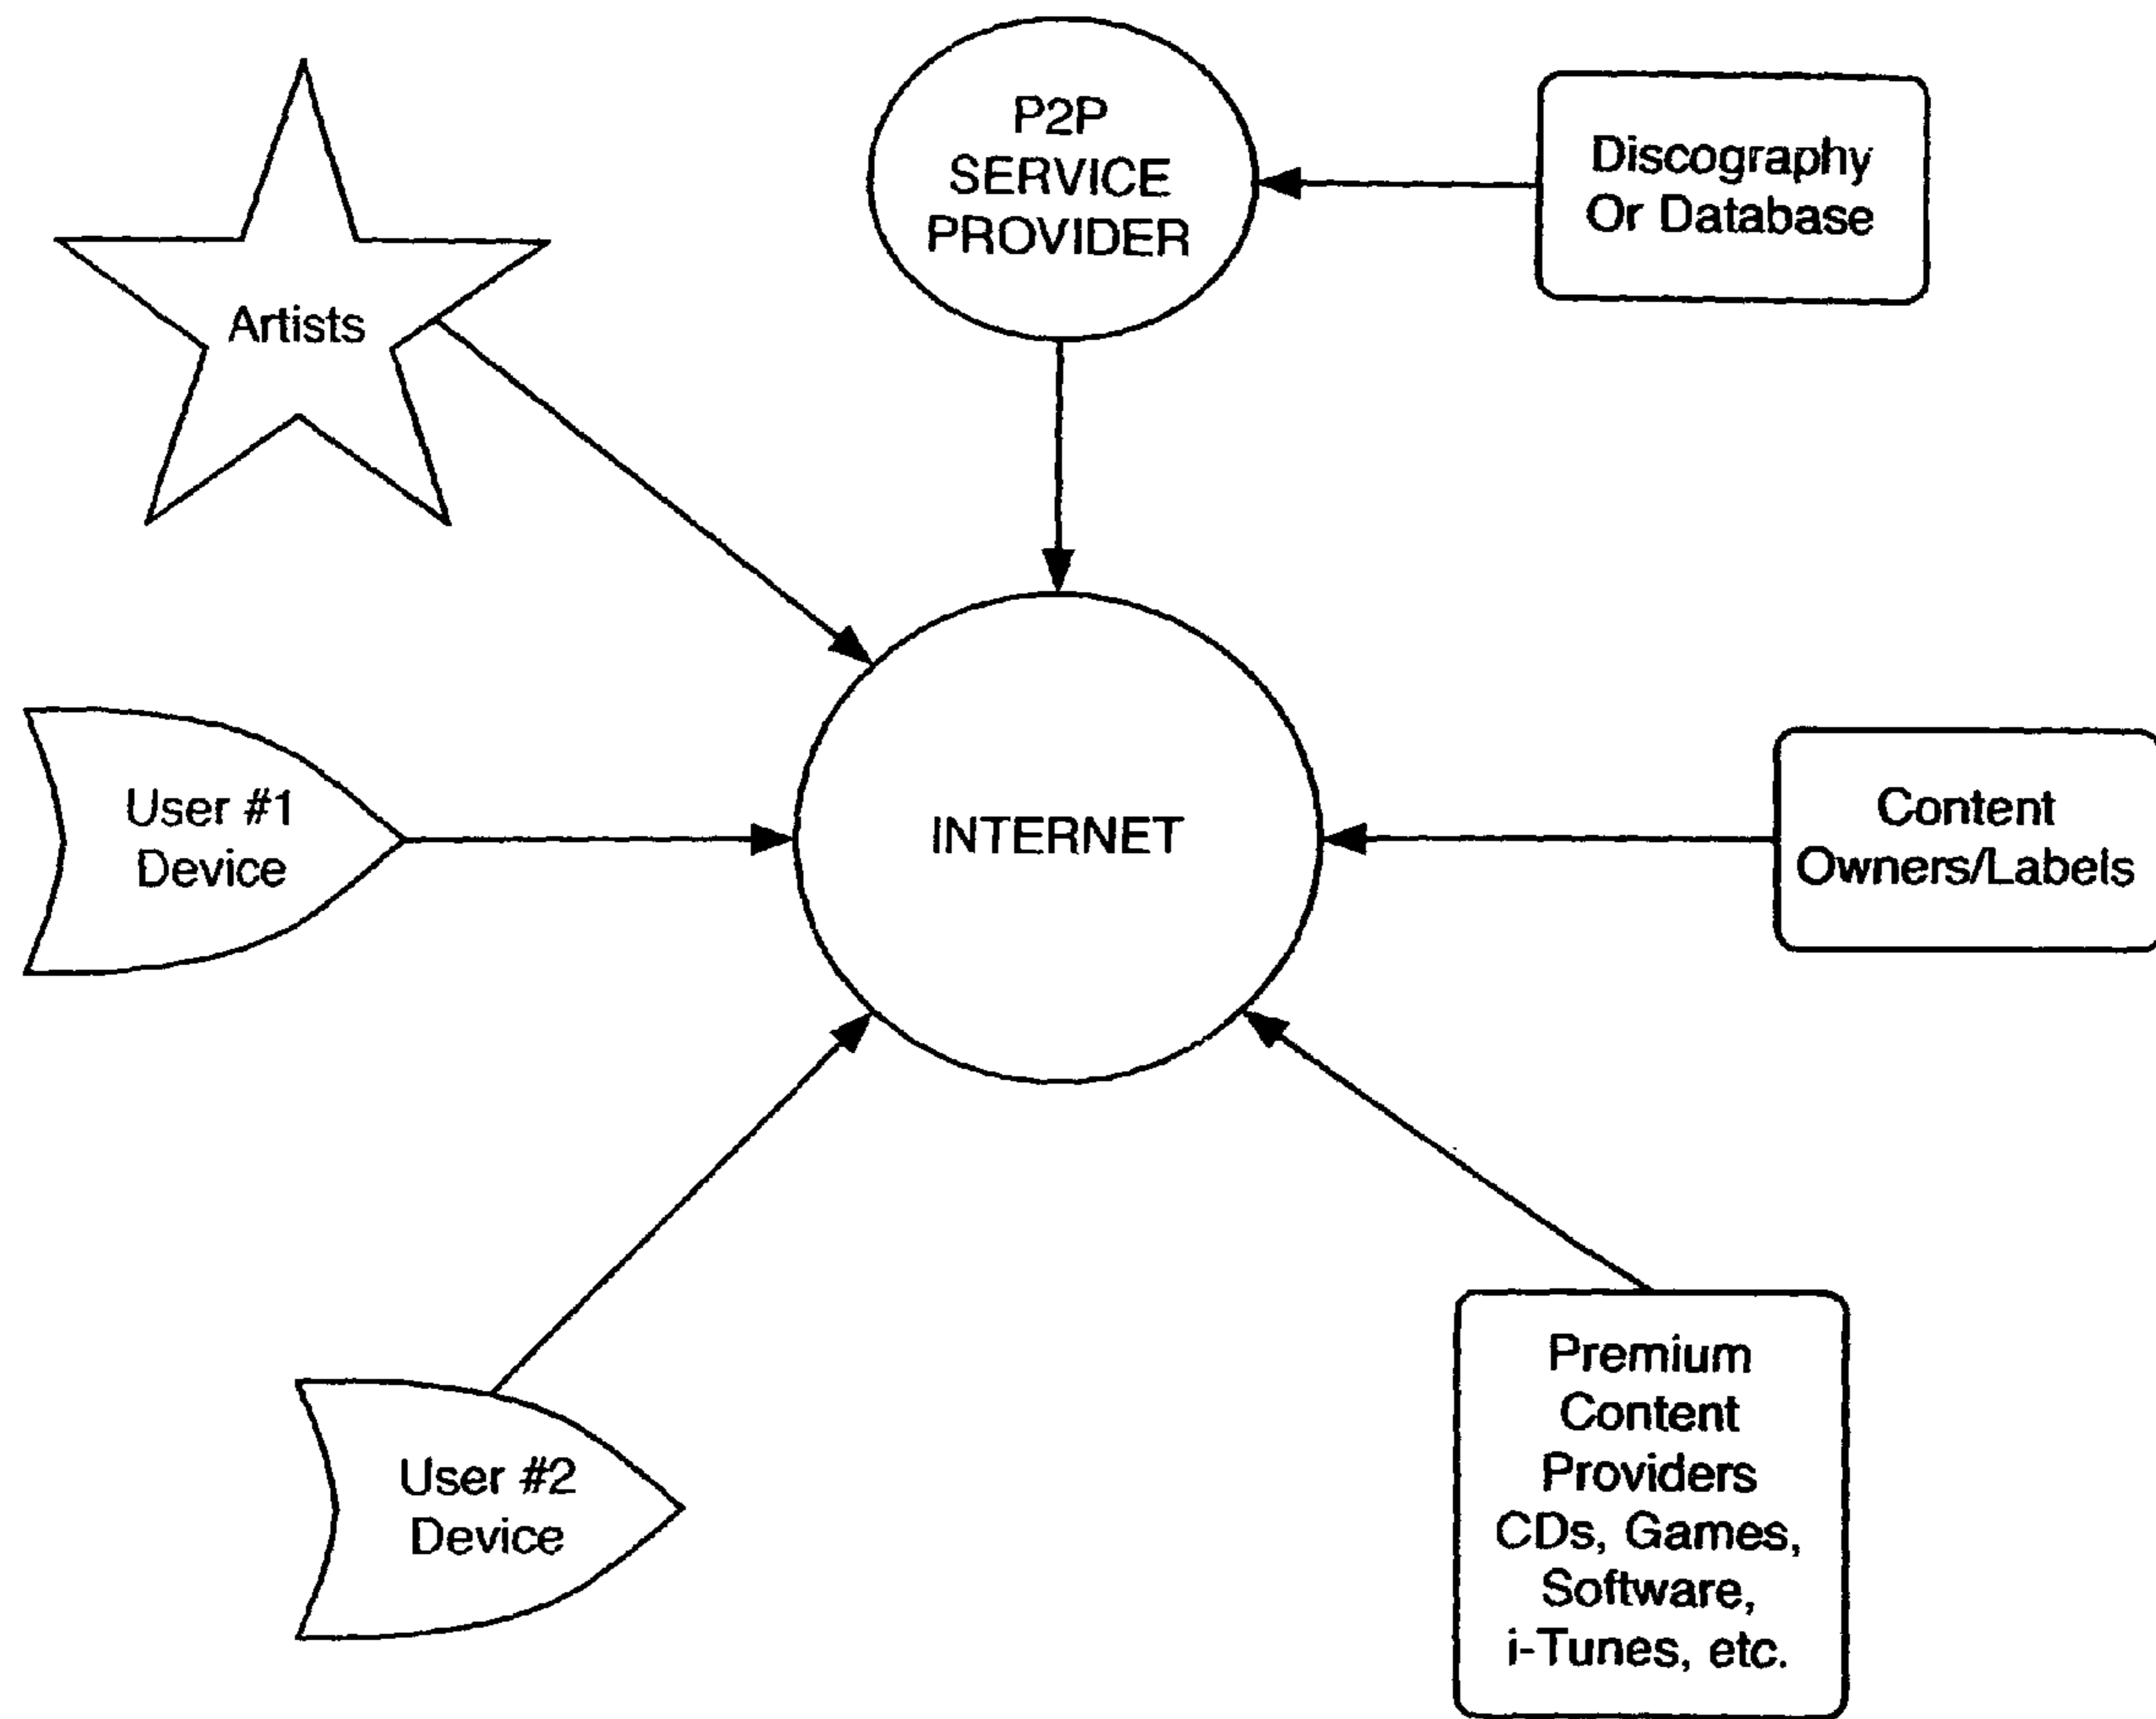 P2P
SERVICE
PROVIDER
Discography
Or Database
Artists
User #1
Device
INTERNET
Content
Owners/Labels
User #2
Device
Premium
Content
Providers
CDs, Games,
Software,
i-Tunes, etc.